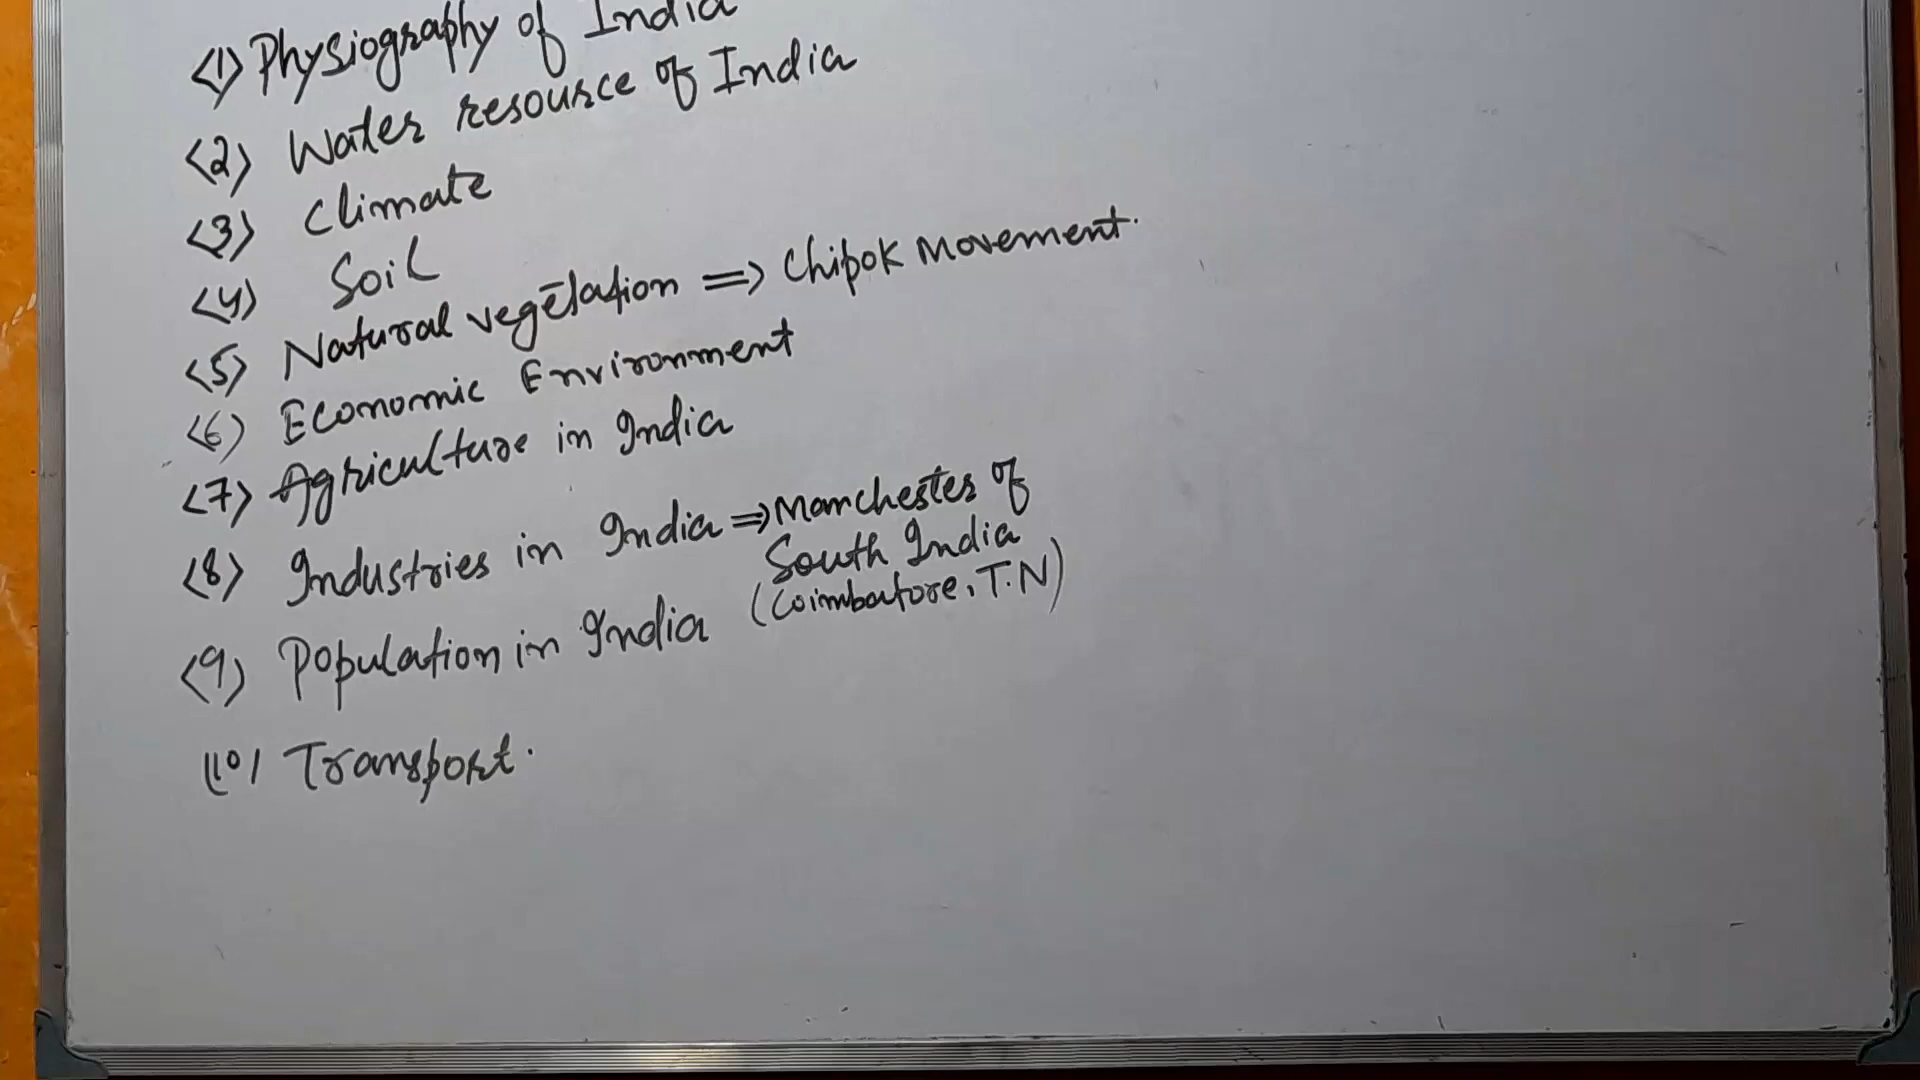 <1> Physiography of India
<2> Water resource of India
<3> Climate
<4> Soil
<5> Natural vegetation => Chipok Movement.
<6> Economic Environment
<7> Agriculture in India
<8> Industries in India => Manchester of
South India
(Coimbatore, T.N)
<9> Population in India
(10) Transport.